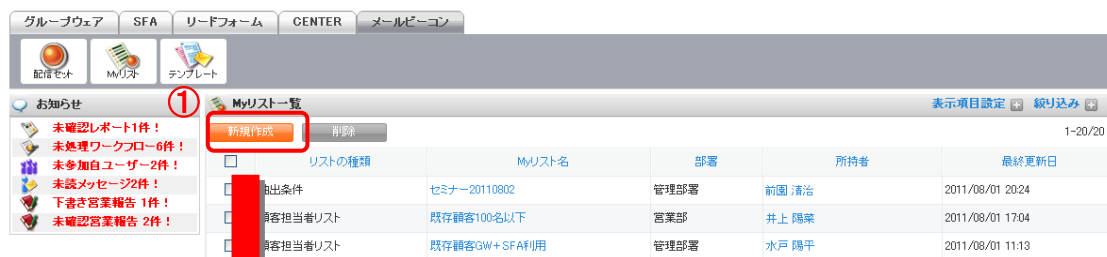 グループウェア SFA リードフォーム CENTER メールビーコン
配信セット Myリスト テンプレート
お知らせ
未確認レポート1件！
未処理ワークフロー6件！
未参加自ユーザー2件！
未読メッセージ2件！
下書き営業報告 1件！
未確認営業報告 2件！
①
Myリスト一覧 表示項目設定 絞り込み
新規作成 削除 1-20/20
リストの種類 Myリスト名 部署 所持者 最終更新日
出条件 セミナー20110802 管理部署 前園 清治 2011/08/01 20:24
客担当者リスト 既存顧客100名以下 営業部 井上 陽菜 2011/08/01 17:04
客担当者リスト 既存顧客GW+SFA利用 管理部署 水戸 陽平 2011/08/01 11:13